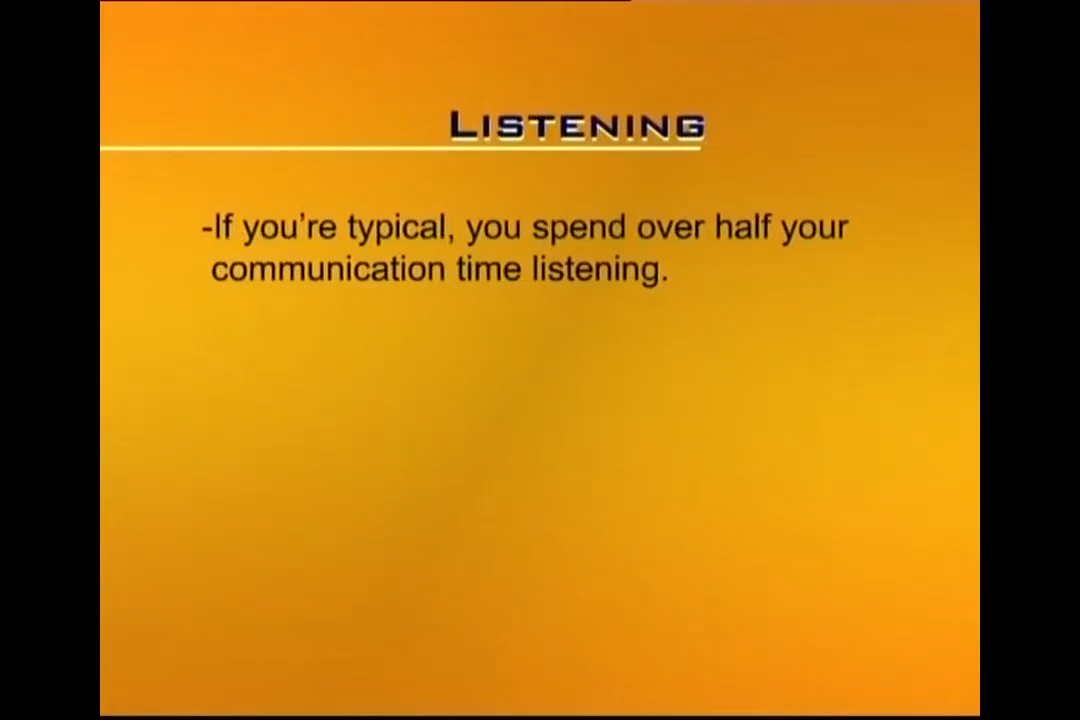 LISTENING
-If you’re typical, you spend over half your
communication time listening.